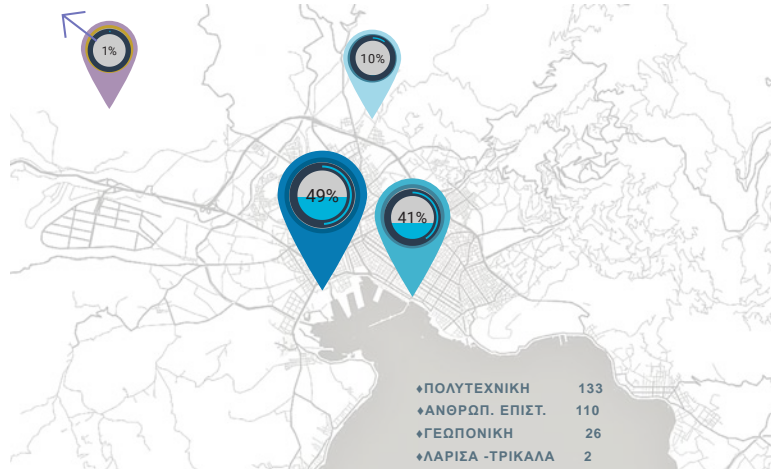 1%
10%
49%
41%
♦ΠΟΛΥΤΕΧΝΙΚΗ 133
♦ΑΝΘΡΩΠ. ΕΠΙΣΤ. 110
♦ΓΕΩΠΟΝΙΚΗ 26
♦ΛΑΡΙΣΑ -ΤΡΙΚΑΛΑ 2